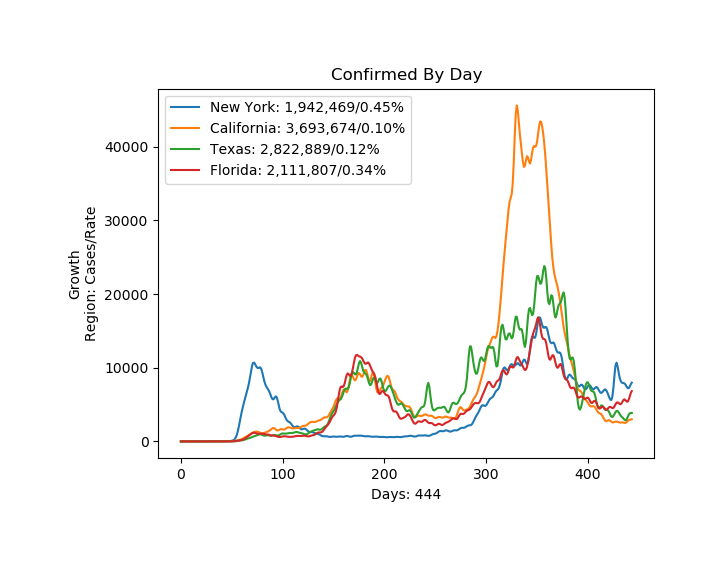 Confirmed By Day
New York: 1,942,469/0.45%
California: 3,693,674/0.10%
Texas: 2,822,889/0.12%
Florida: 2,111,807/0.34%
Growth
Region: Cases/Rate
40000
30000
20000
10000
0
0 100 200 300 400
Days: 444